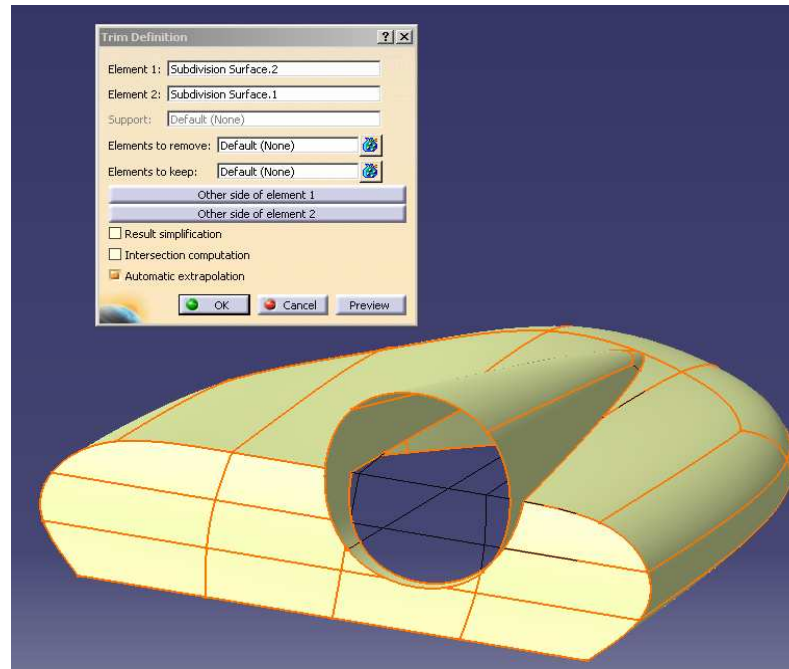 Trim Definition
Element 1: Subdivision Surface.2
Element 2: Subdivision Surface.1
Support: Default (None)
Elements to remove: Default (None)
Elements to keep: Default (None)
Other side of element 1
Other side of element 2
Result simplification
Intersection computation
Automatic extrapolation
OK Cancel Preview